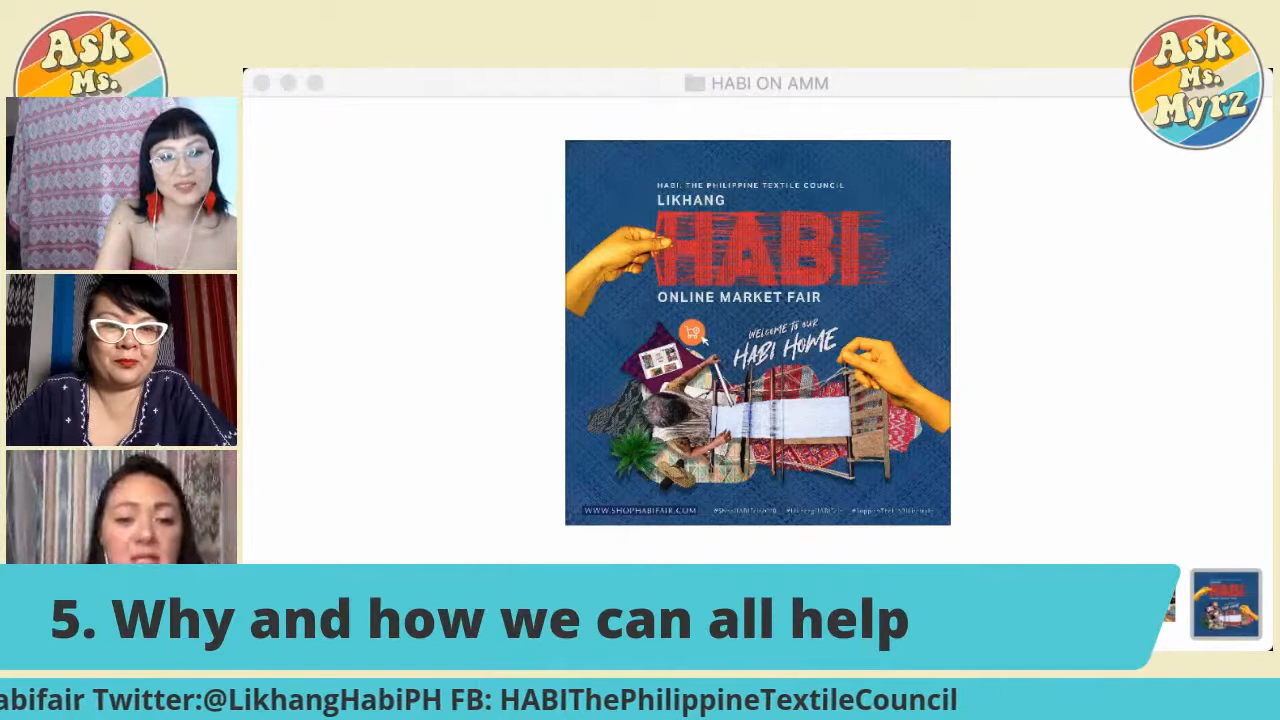 Ask
Ms.
HABI ON AMM
Ask
Ms.
Myrz
HABI: THE PHILIPPINE TEXTILE COUNCIL
LIKHANG
HABI
ONLINE MARKET FAIR
WELCOME TO OUR
HABI HOME
WWW.SHOPHABIFAIR.COM
5. Why and how we can all help
abifair Twitter:@LikhangHabiPH FB: HABIThePhilippineTextileCouncil